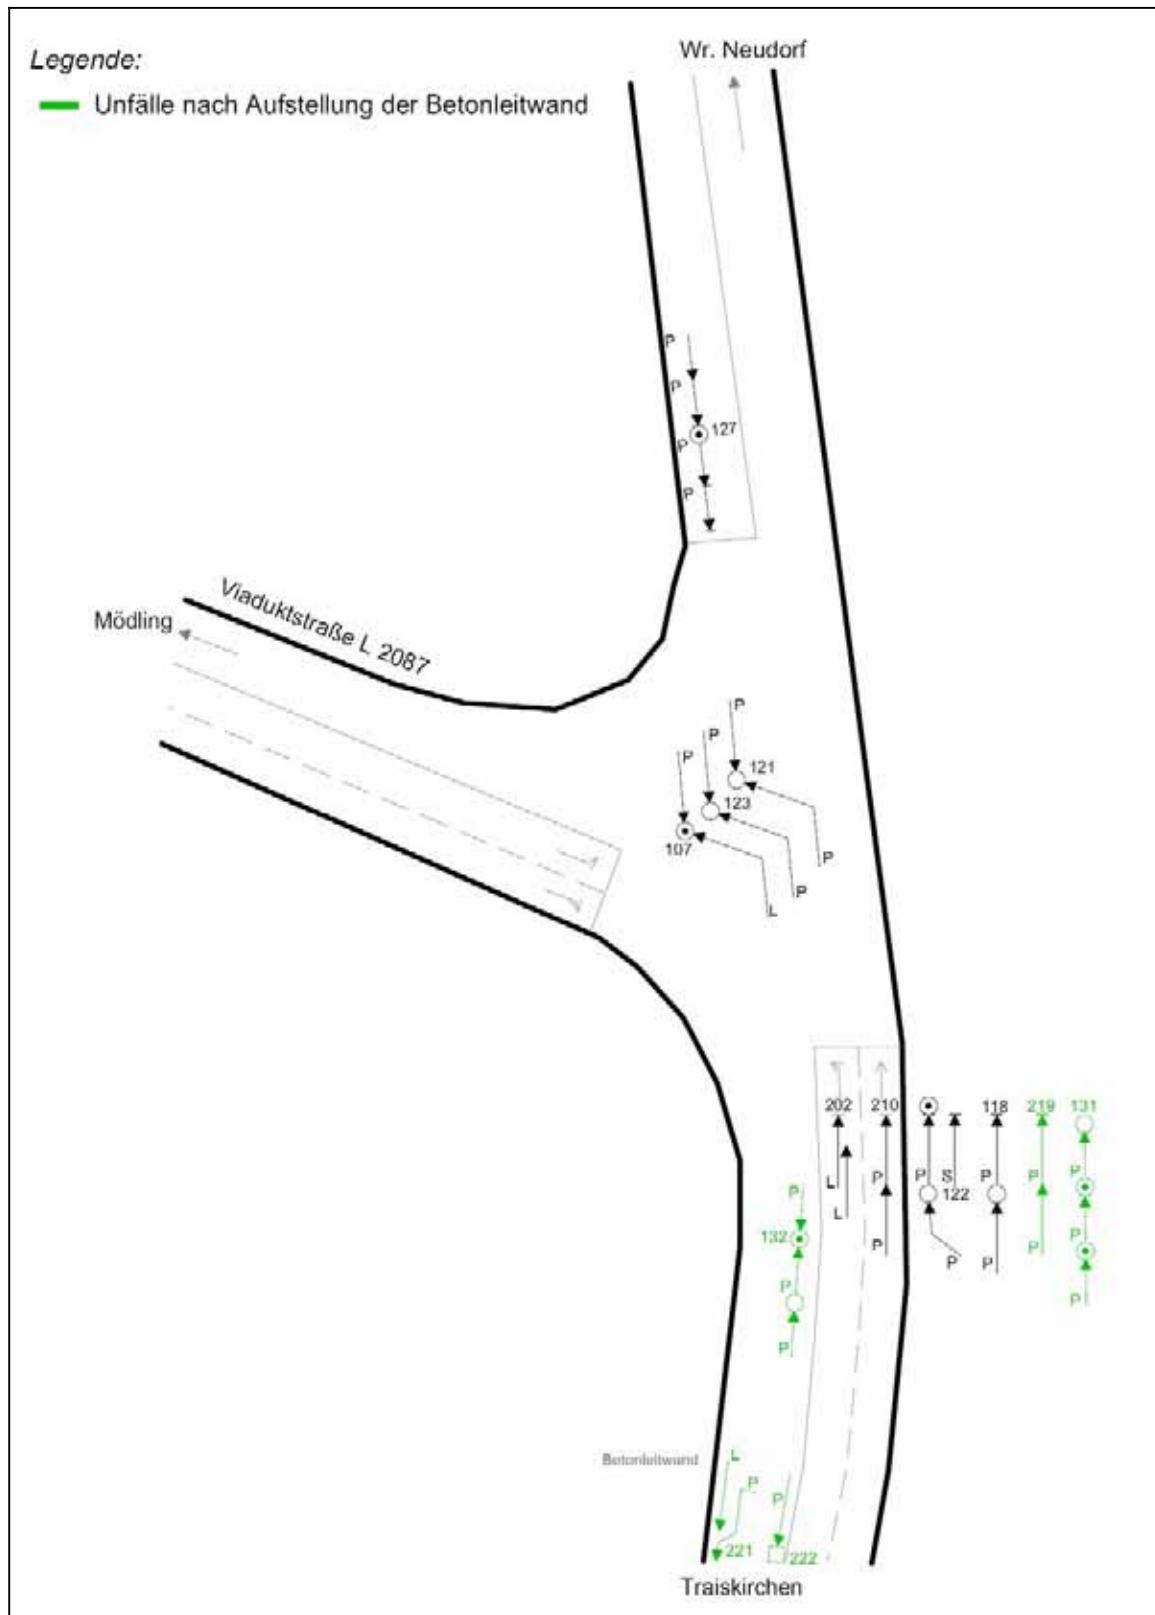 Wr. Neudorf
Legende:
Unfälle nach Aufstellung der Betonleitwand
P
P
127
P
P
Viaduktstraße L 2087
Mödling
P
P
P
121
123
107
P
P
L
202
210
118
219
131
P
L
P
P
S
P
P
P
122
L
132
P
P
P
P
P
P
P
P
P
Betonleitwand
L
P
P
221
222
Traiskirchen